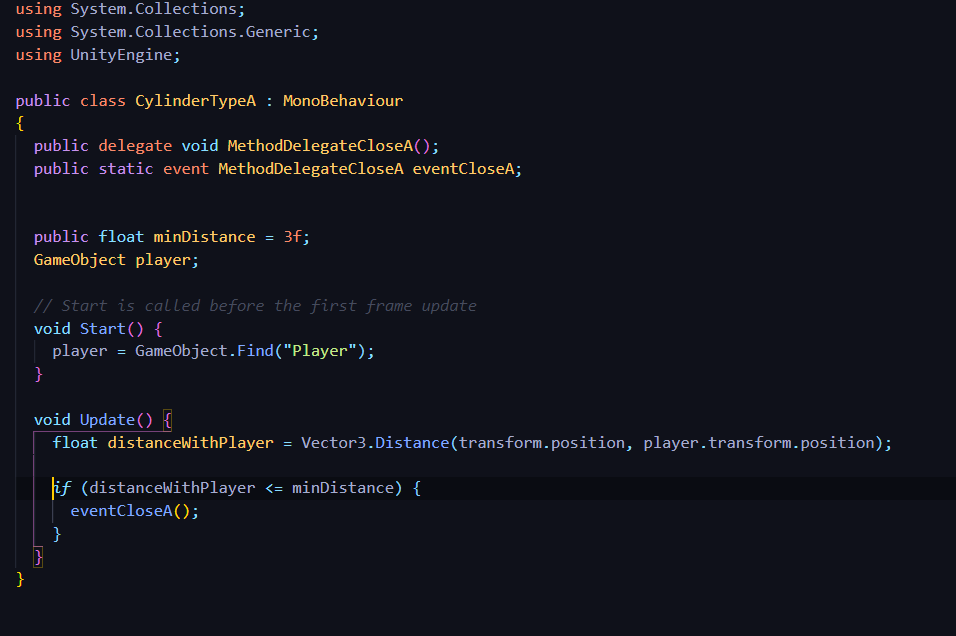 using System.Collections;
using System.Collections.Generic;
using UnityEngine;

public class CylinderTypeA : MonoBehaviour
{
  public delegate void MethodDelegateCloseA();
  public static event MethodDelegateCloseA eventCloseA;


  public float minDistance = 3f;
  GameObject player;

  // Start is called before the first frame update
  void Start() {
    player = GameObject.Find("Player");
  }

  void Update() {
    float distanceWithPlayer = Vector3.Distance(transform.position, player.transform.position);

    if (distanceWithPlayer <= minDistance) {
      eventCloseA();
    }
  }
}